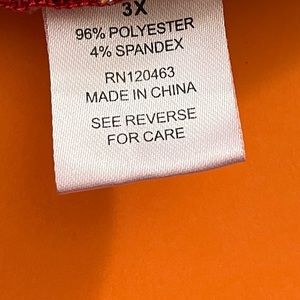 3X
96% POLYESTER
4% SPANDEX
RN120463
MADE IN CHINA
SEE REVERSE
FOR CARE